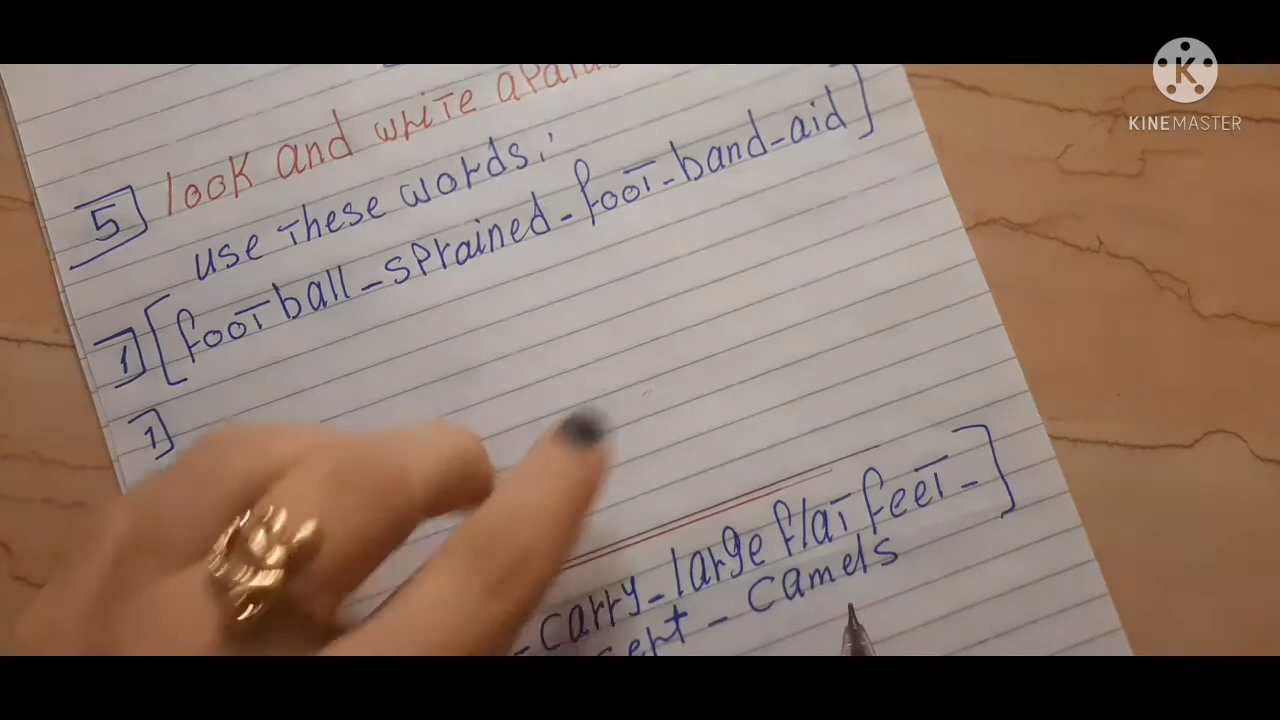 KINEMASTER
5 look and write
use these words:
1 [football - sprained - foot - band-aid]
1
- carry - large flat feet - ]
- camels